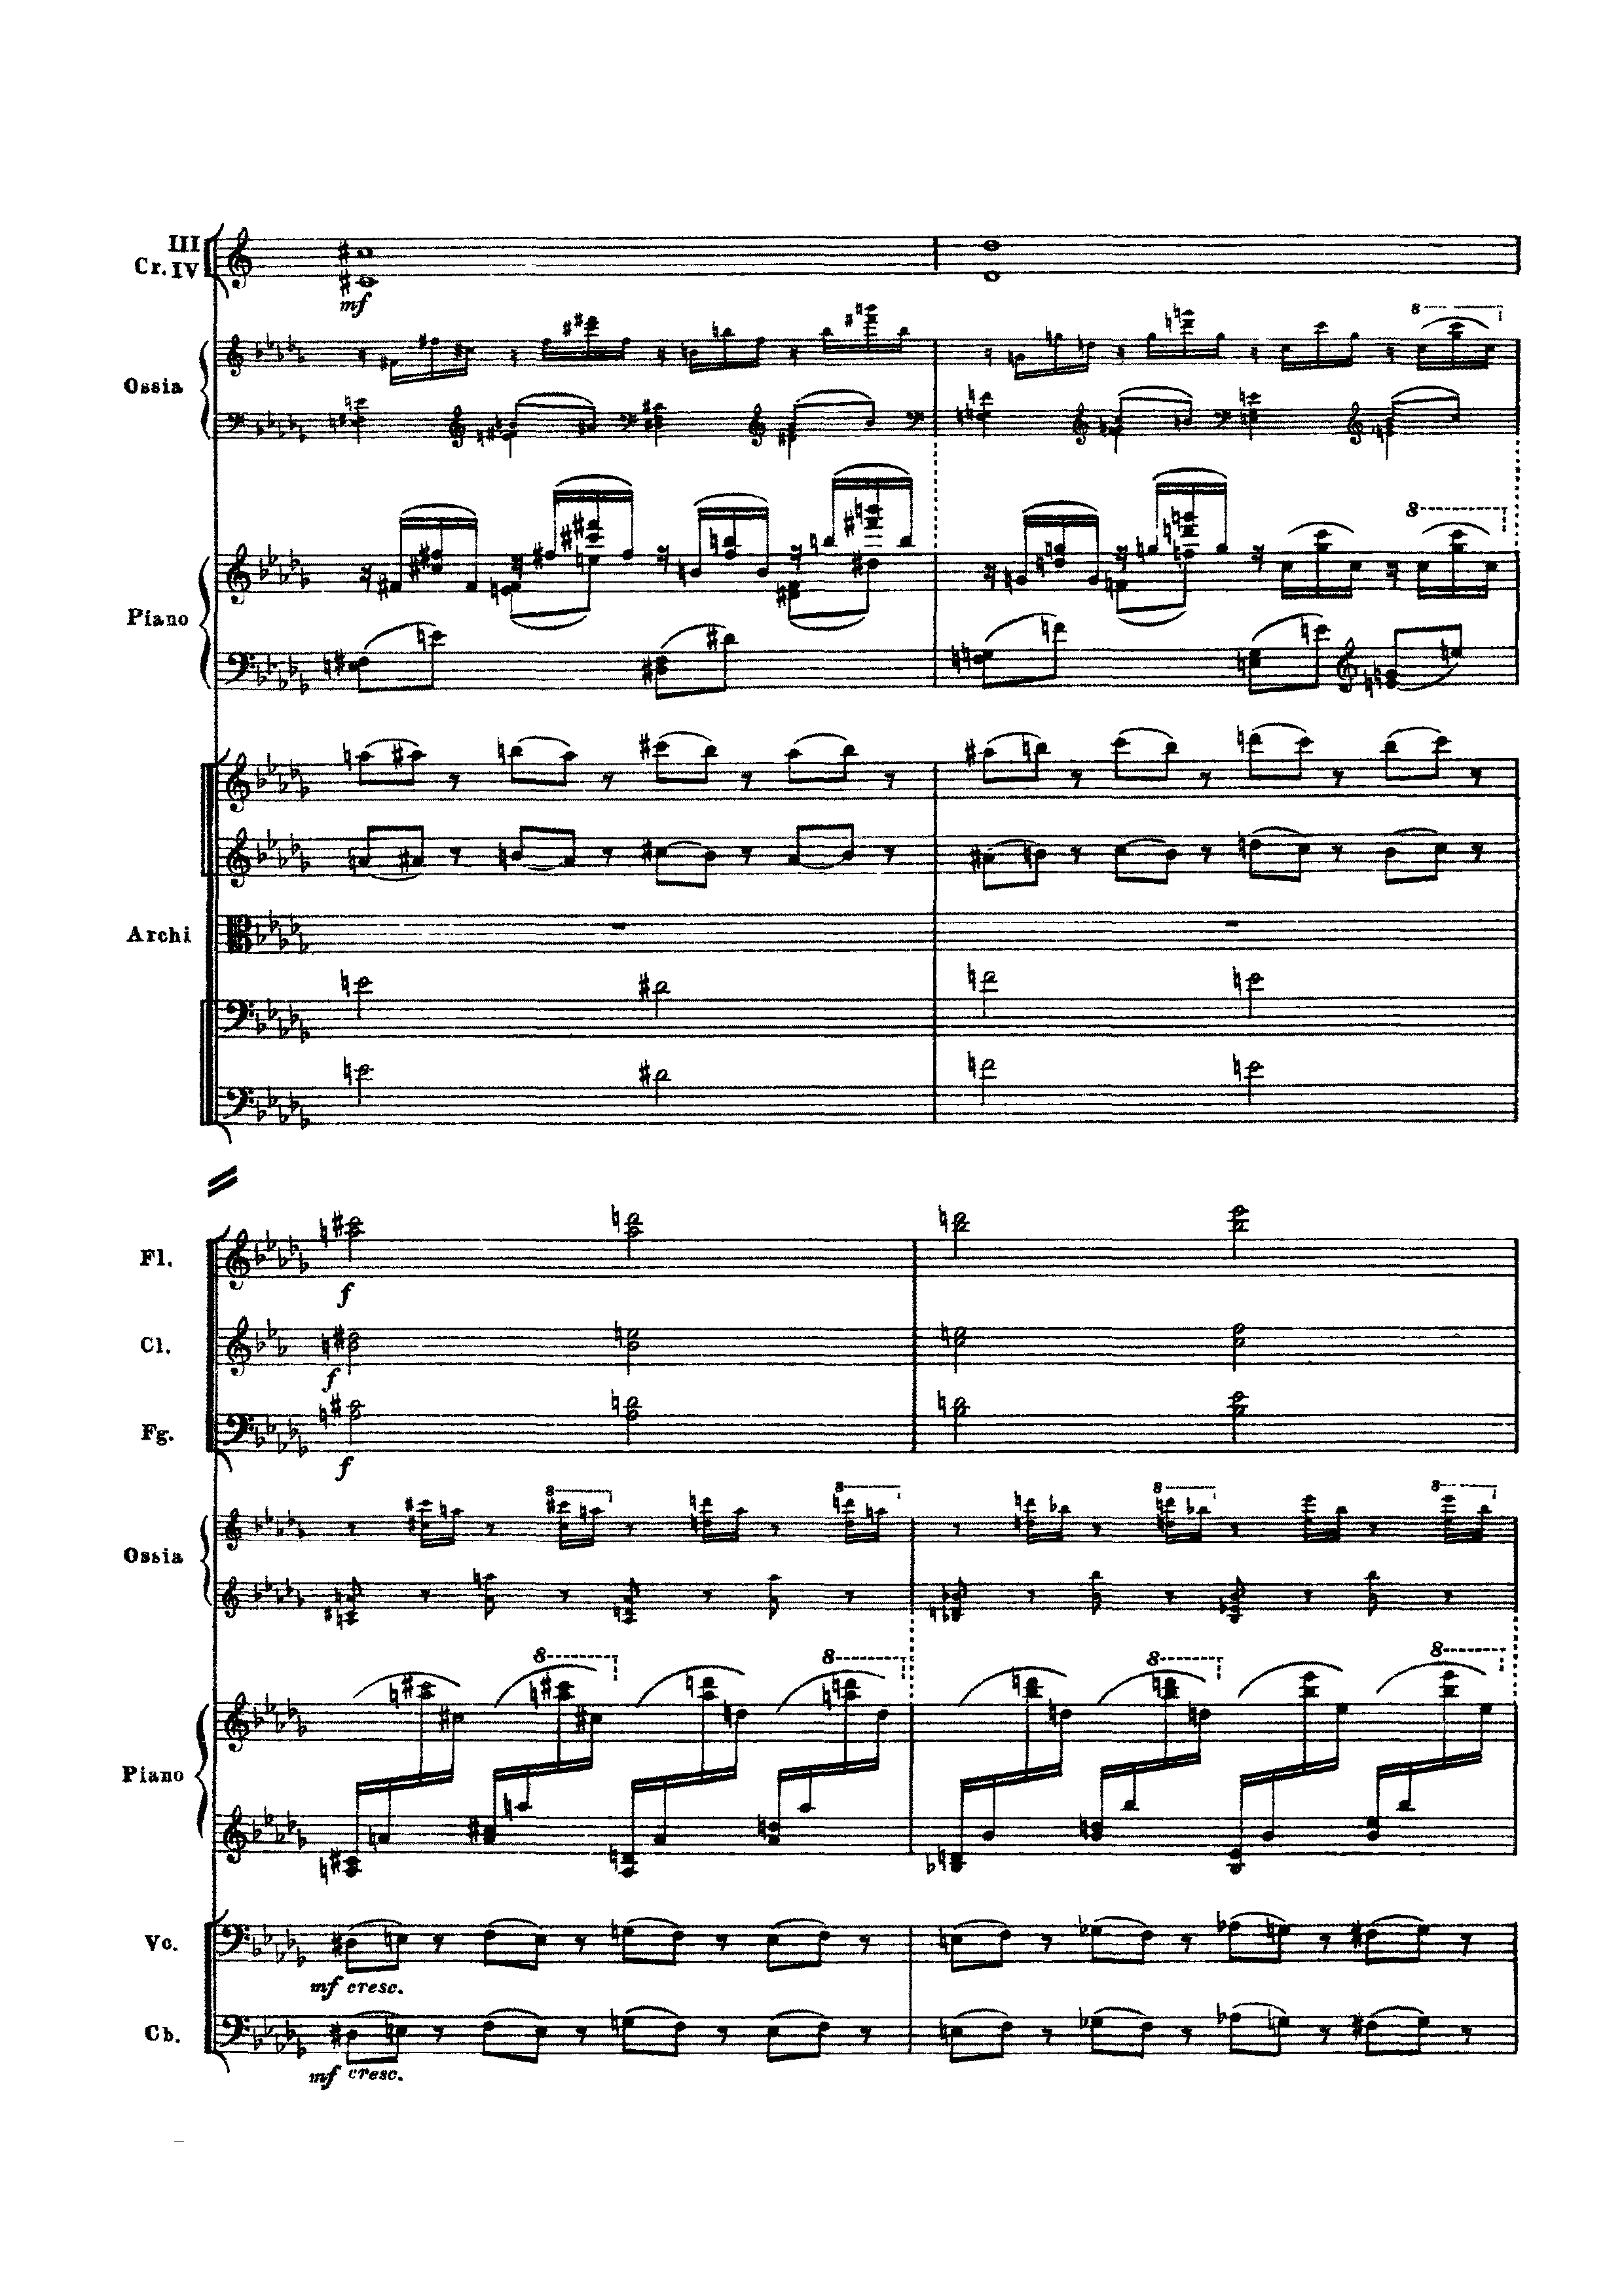 III
Cr. IV
mf
8
Ossia
8
Piano
Archi
Fl.
f
Cl.
f
Fg.
f
8 8 8 8
Ossia
8 8 8 8
Piano
Vc.
mf cresc.
Cb.
mf cresc.